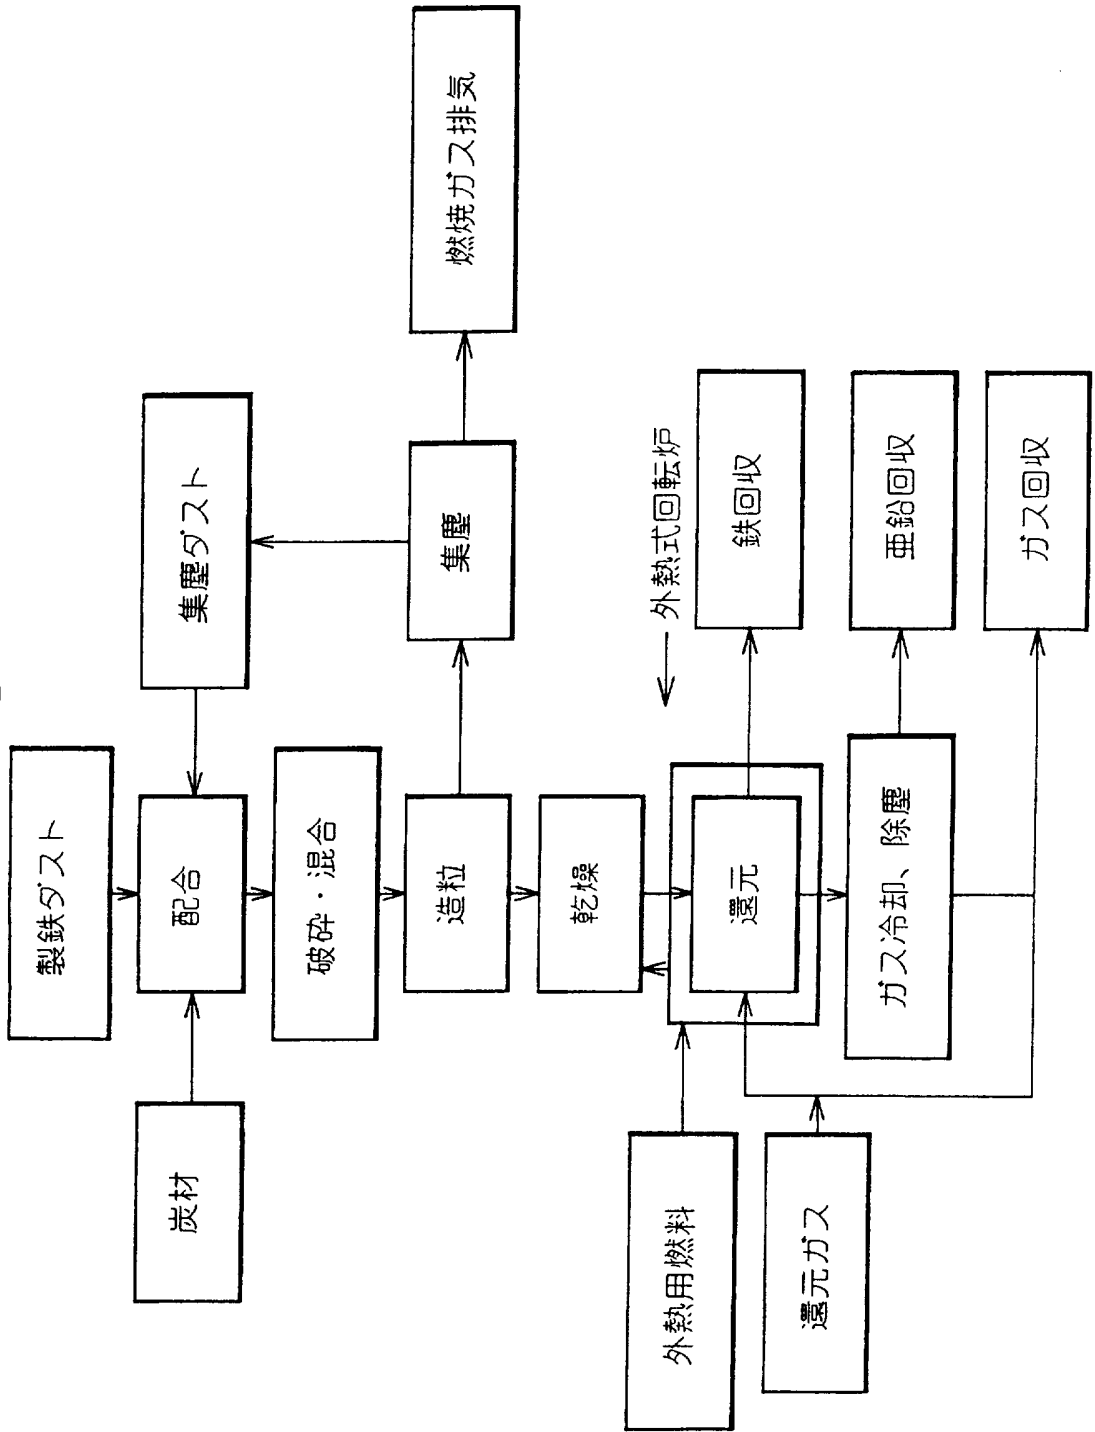 製鉄ダスト
炭材
配合
集塵ダスト
破砕・混合
造粒
集塵
燃焼ガス排気
乾燥
外熱用燃料
還元
外熱式回転炉
鉄回収
還元ガス
ガス冷却、除塵
亜鉛回収
ガス回収